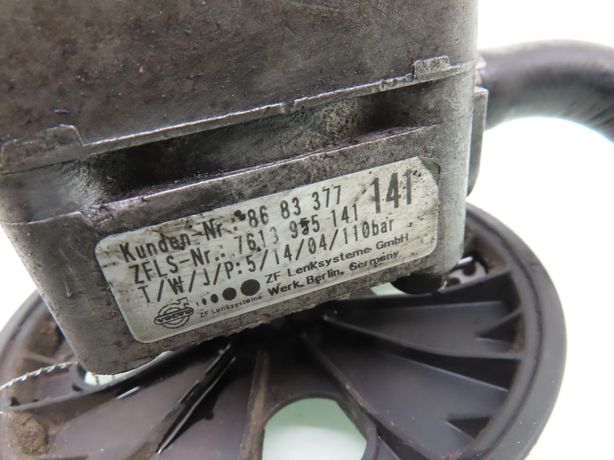 Kunden-Nr.: 86 83 377 141
ZFLS-Nr.: 7613 955 141
T/W/J/P: 5/14/04/110bar
ZF Lenksysteme GmbH
Werk Berlin, Germany
VOLVO ZF Lenksysteme